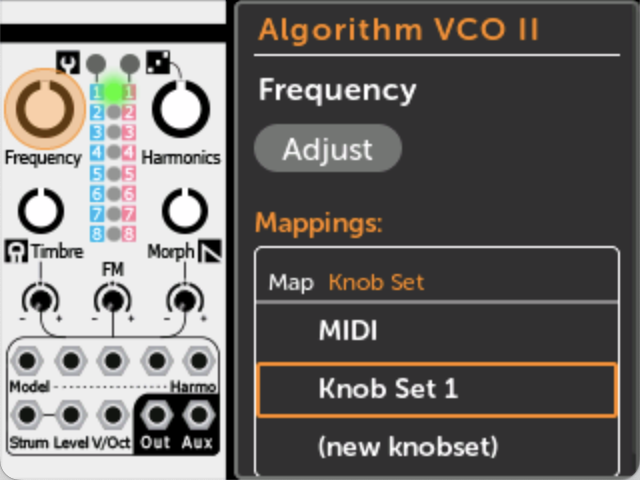 Algorithm VCO II
Frequency
Adjust
Mappings:
Map Knob Set
MIDI
Knob Set 1
(new knobset)
1 1
2 2
3 3
4 4
5 5
6 6
7 7
8 8
Frequency Harmonics
Timbre Morph
FM
- + - + - +
Model Harmo
Strum Level V/Oct Out Aux